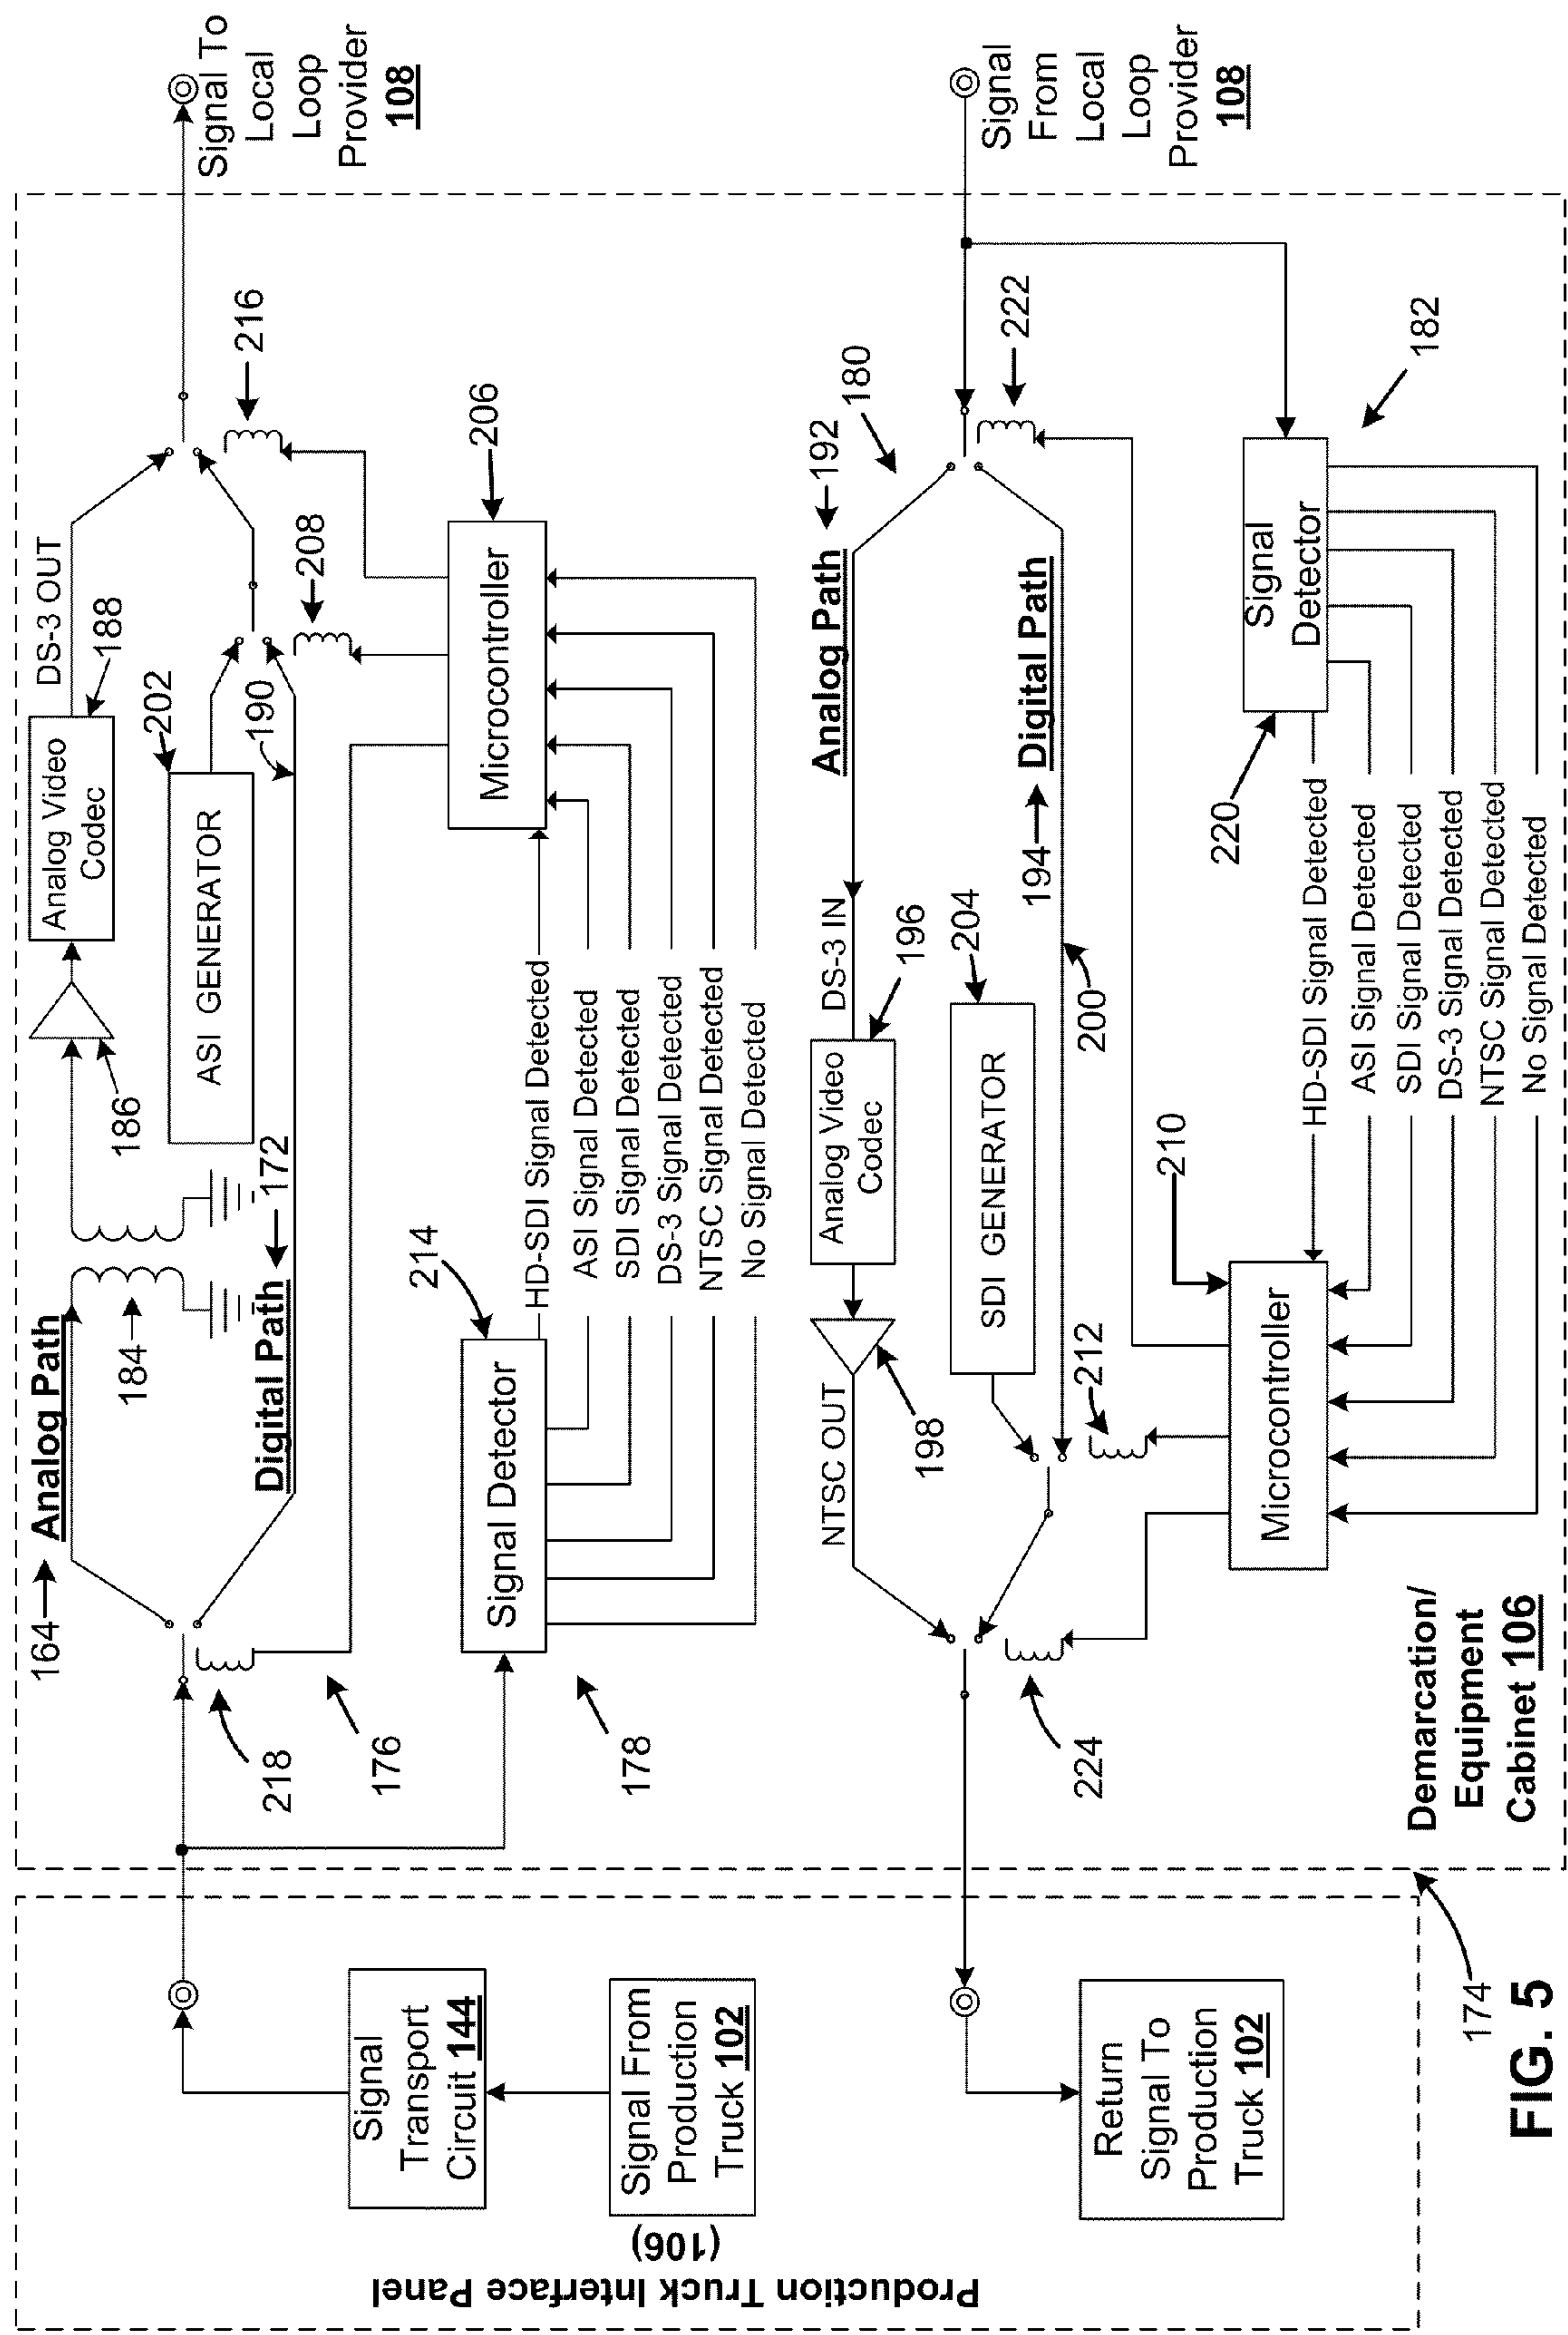 Production Truck Interface Panel
(106)
Signal
Transport
Circuit 144
Signal From
Production
Truck 102
Return
Signal To
Production
Truck 102
174
FIG. 5
164
Analog Path
184
186
Analog Video
Codec
188
DS-3 OUT
ASI GENERATOR
202
Digital Path
172
190
208
216
218
176
Signal To
Local
Loop
Provider
108
Signal Detector
214
178
HD-SDI Signal Detected
ASI Signal Detected
SDI Signal Detected
DS-3 Signal Detected
NTSC Signal Detected
No Signal Detected
Microcontroller
206
Signal
From
Local
Loop
Provider
108
Analog Path
192
180
222
DS-3 IN
Analog Video
Codec
196
198
NTSC OUT
SDI GENERATOR
204
194
Digital Path
200
212
224
Signal
Detector
220
182
HD-SDI Signal Detected
ASI Signal Detected
SDI Signal Detected
DS-3 Signal Detected
NTSC Signal Detected
No Signal Detected
Microcontroller
210
Demarcation/
Equipment
Cabinet 106